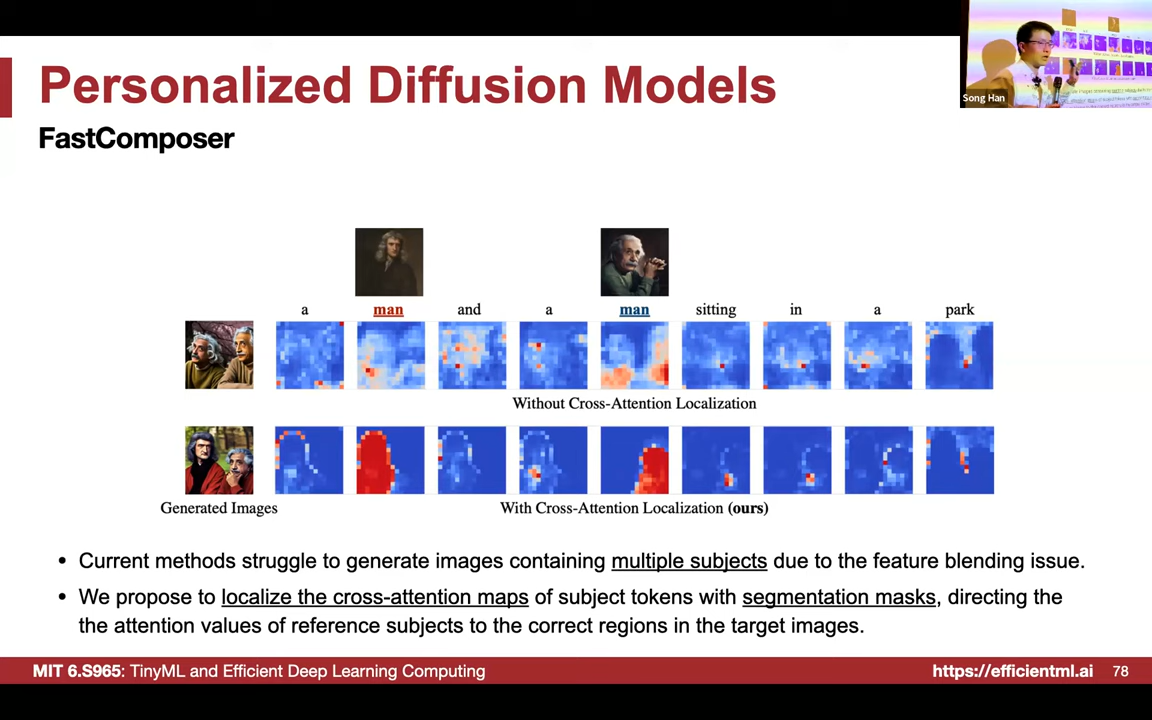 Personalized Diffusion Models
Song Han
FastComposer
a man and a man sitting in a park
Without Cross-Attention Localization
Generated Images
With Cross-Attention Localization (ours)
• Current methods struggle to generate images containing multiple subjects due to the feature blending issue.
• We propose to localize the cross-attention maps of subject tokens with segmentation masks, directing the
the attention values of reference subjects to the correct regions in the target images.
MIT 6.S965: TinyML and Efficient Deep Learning Computing
https://efficientml.ai 78